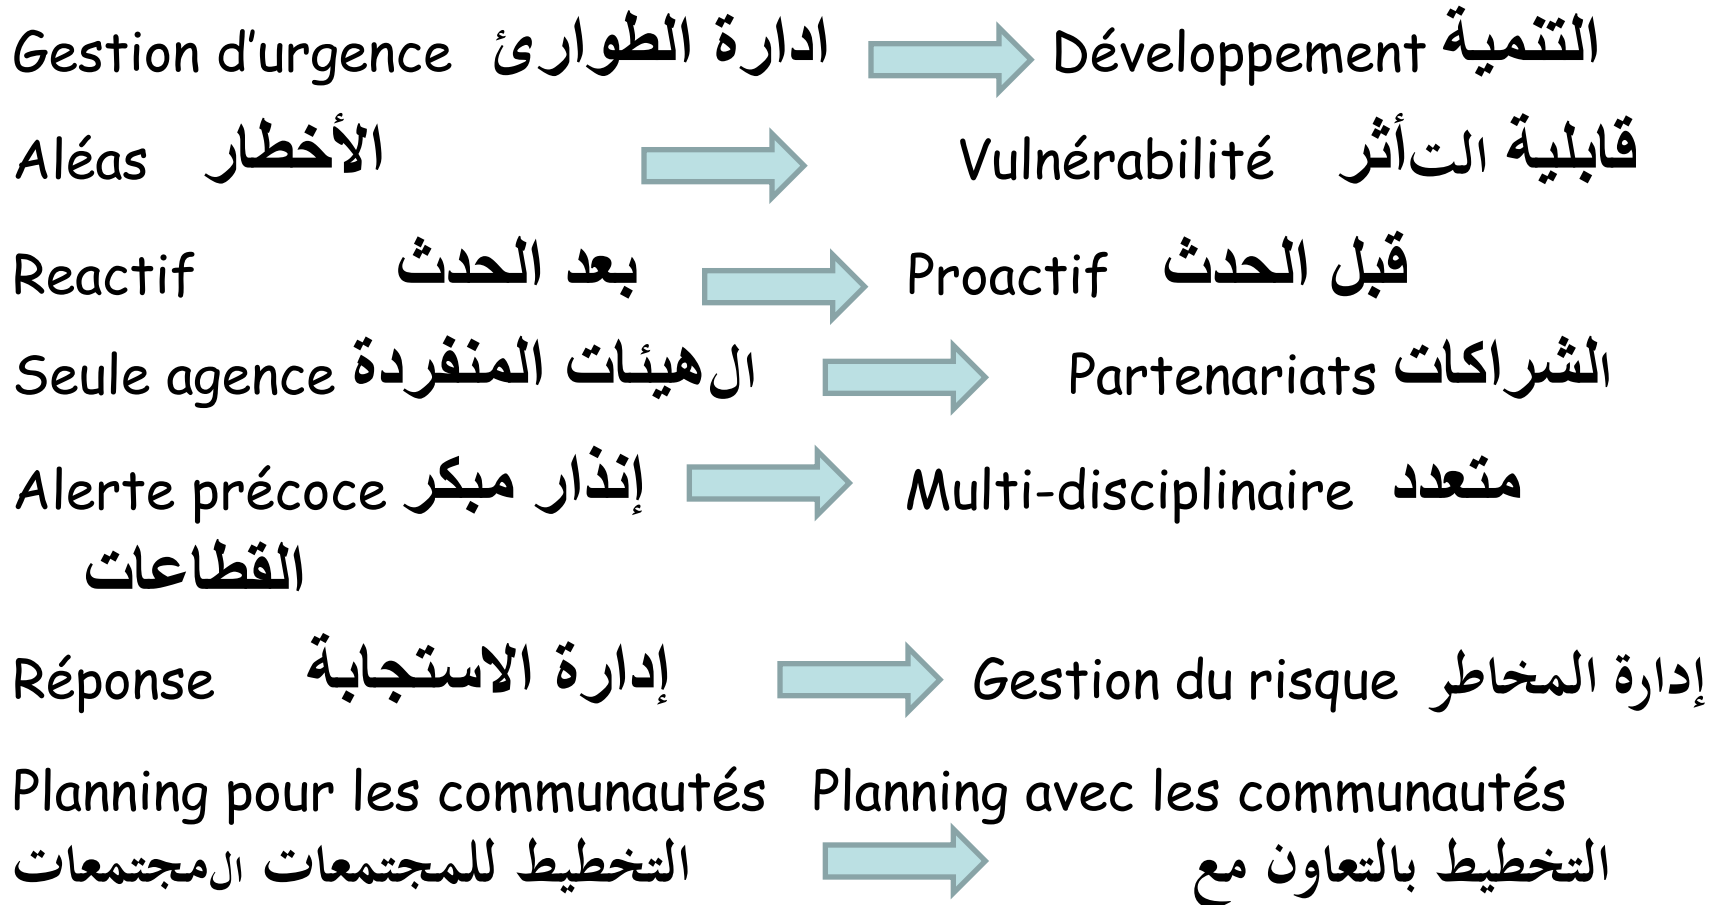 Gestion d’urgence ادارة الطوارئ Développement التنمية
Aléas الأخطار Vulnérabilité قابلية التأثر
Reactif بعد الحدث Proactif قبل الحدث
Seule agence الهيئات المنفردة Partenariats الشراكات
Alerte précoce إنذار مبكر Multi-disciplinaire متعدد
القطاعات
Réponse إدارة الاستجابة Gestion du risque إدارة المخاطر
Planning pour les communautés Planning avec les communautés
التخطيط للمجتمعات المجتمعات التخطيط بالتعاون مع